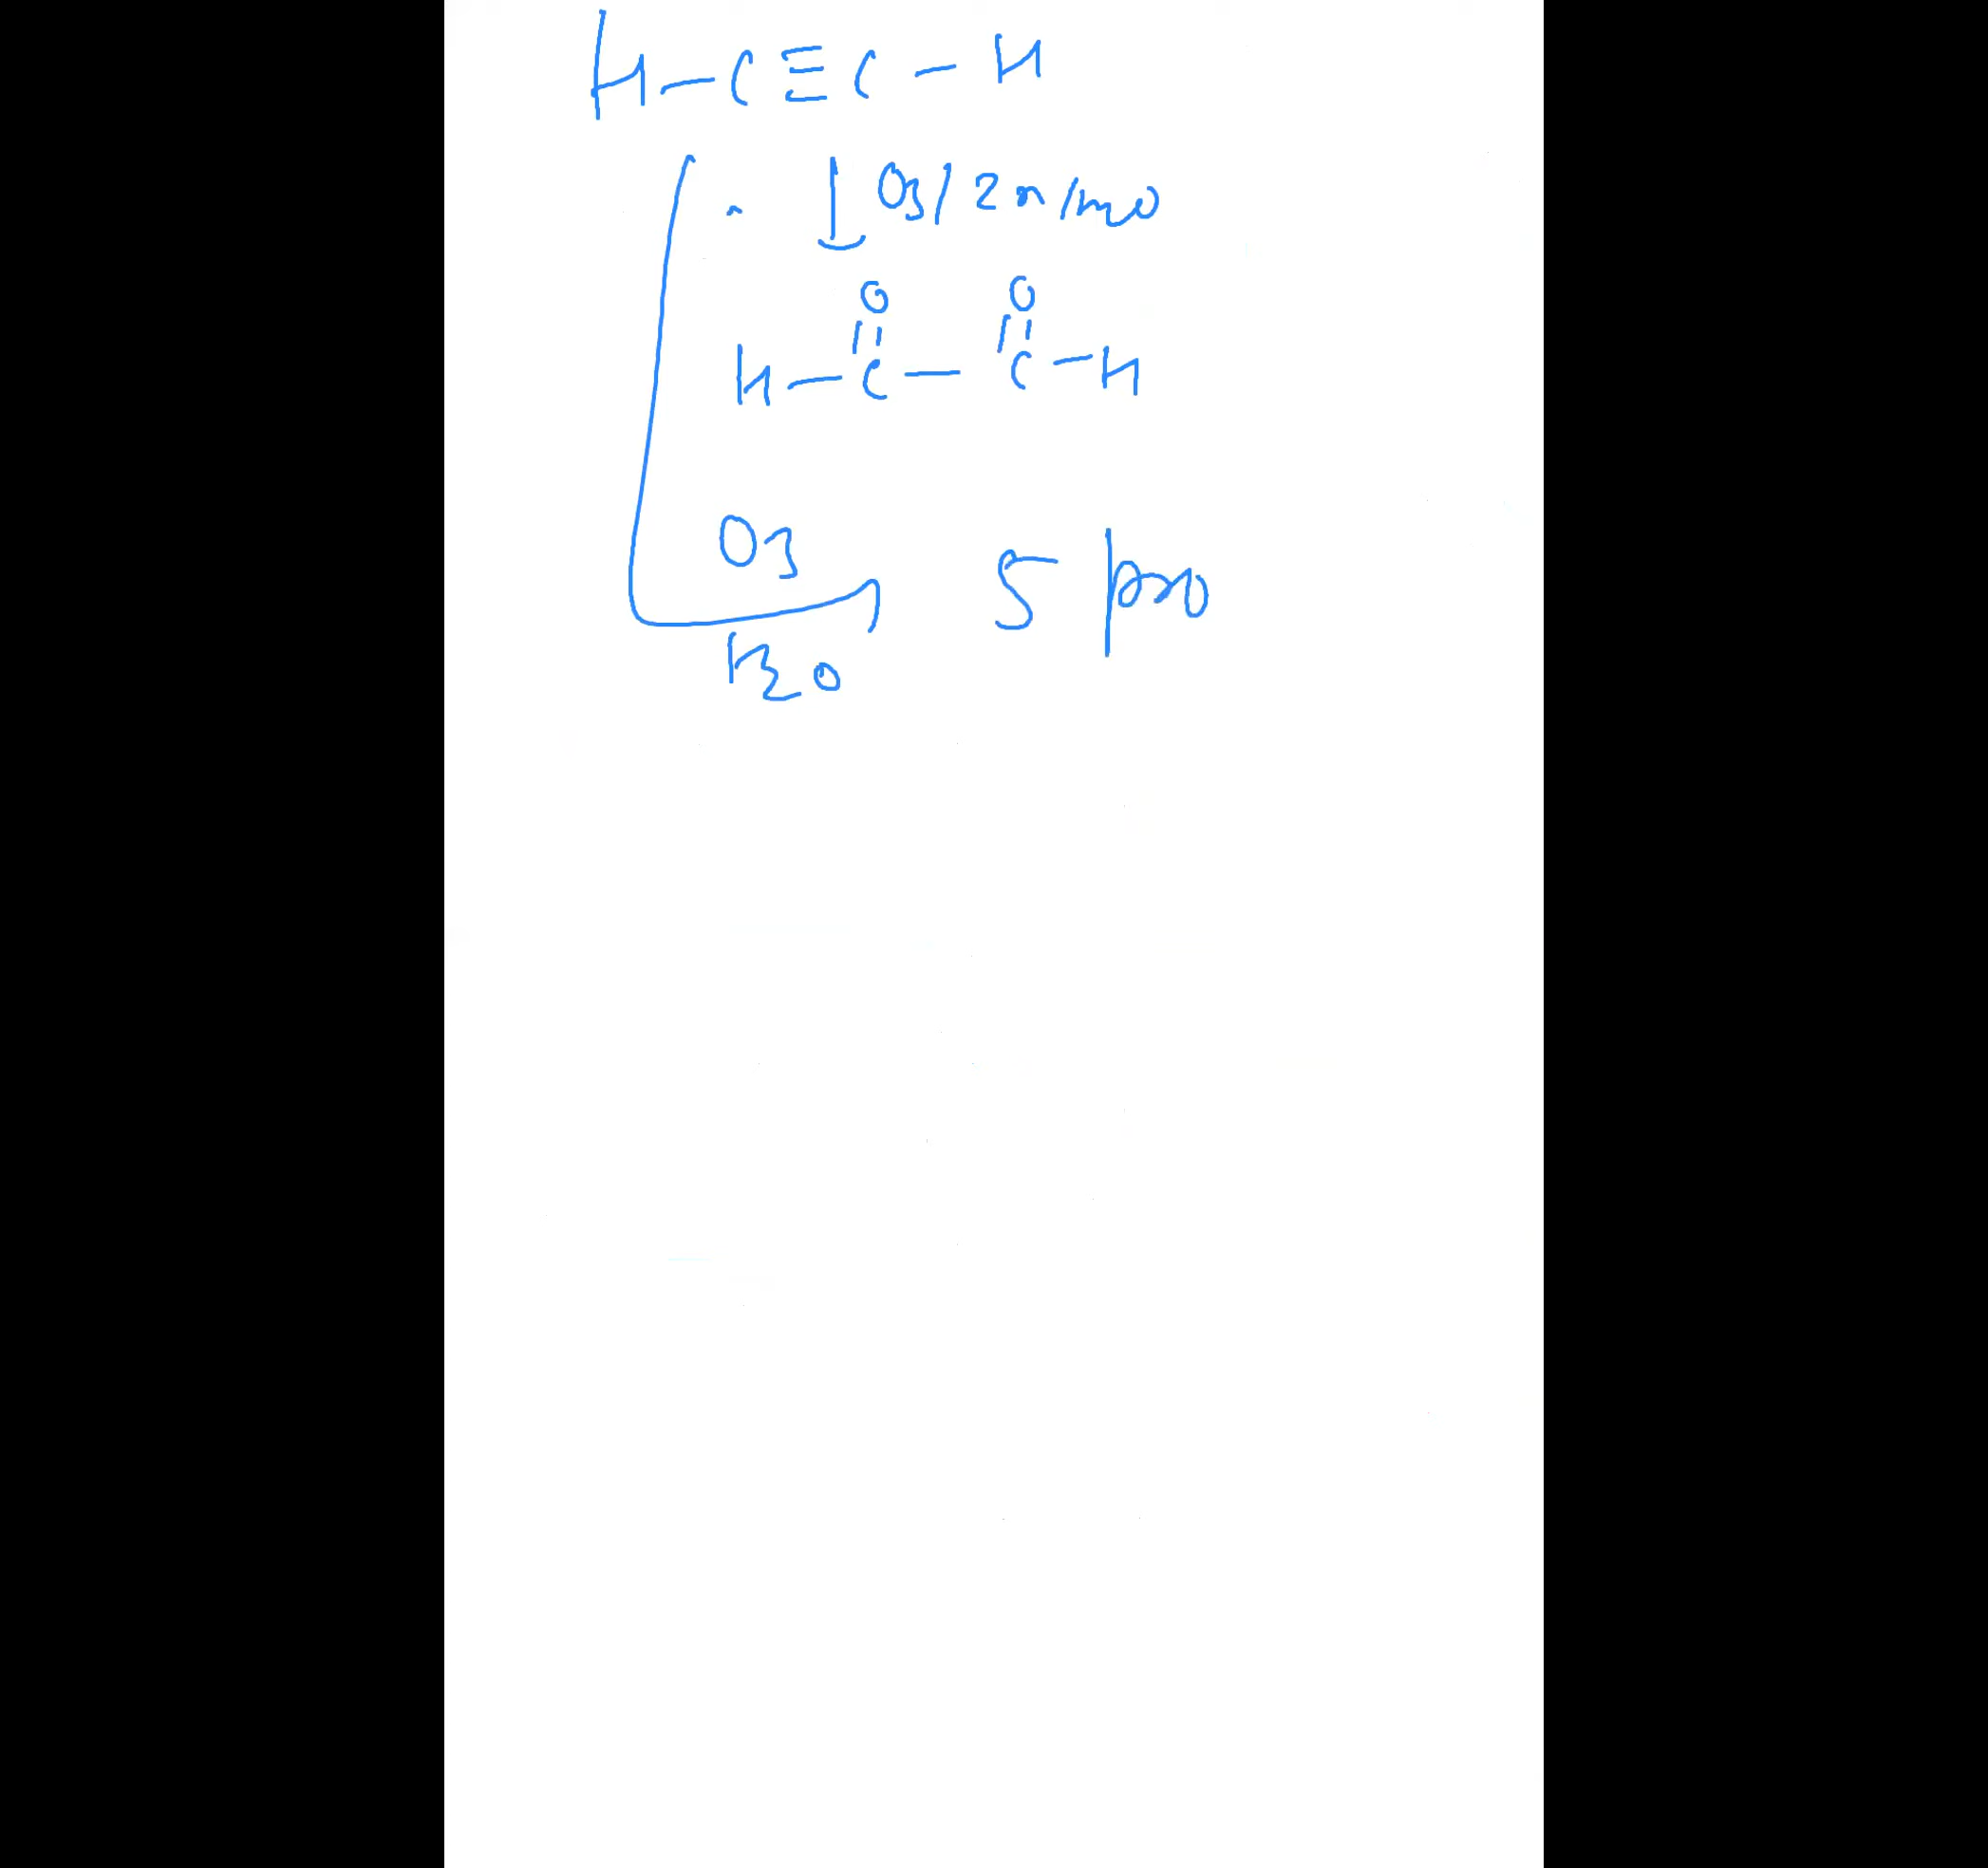 H-C≡C-H
O3/Zn/H2O
O O
|| ||
H-C-C-H
O3
5 pro
H2O